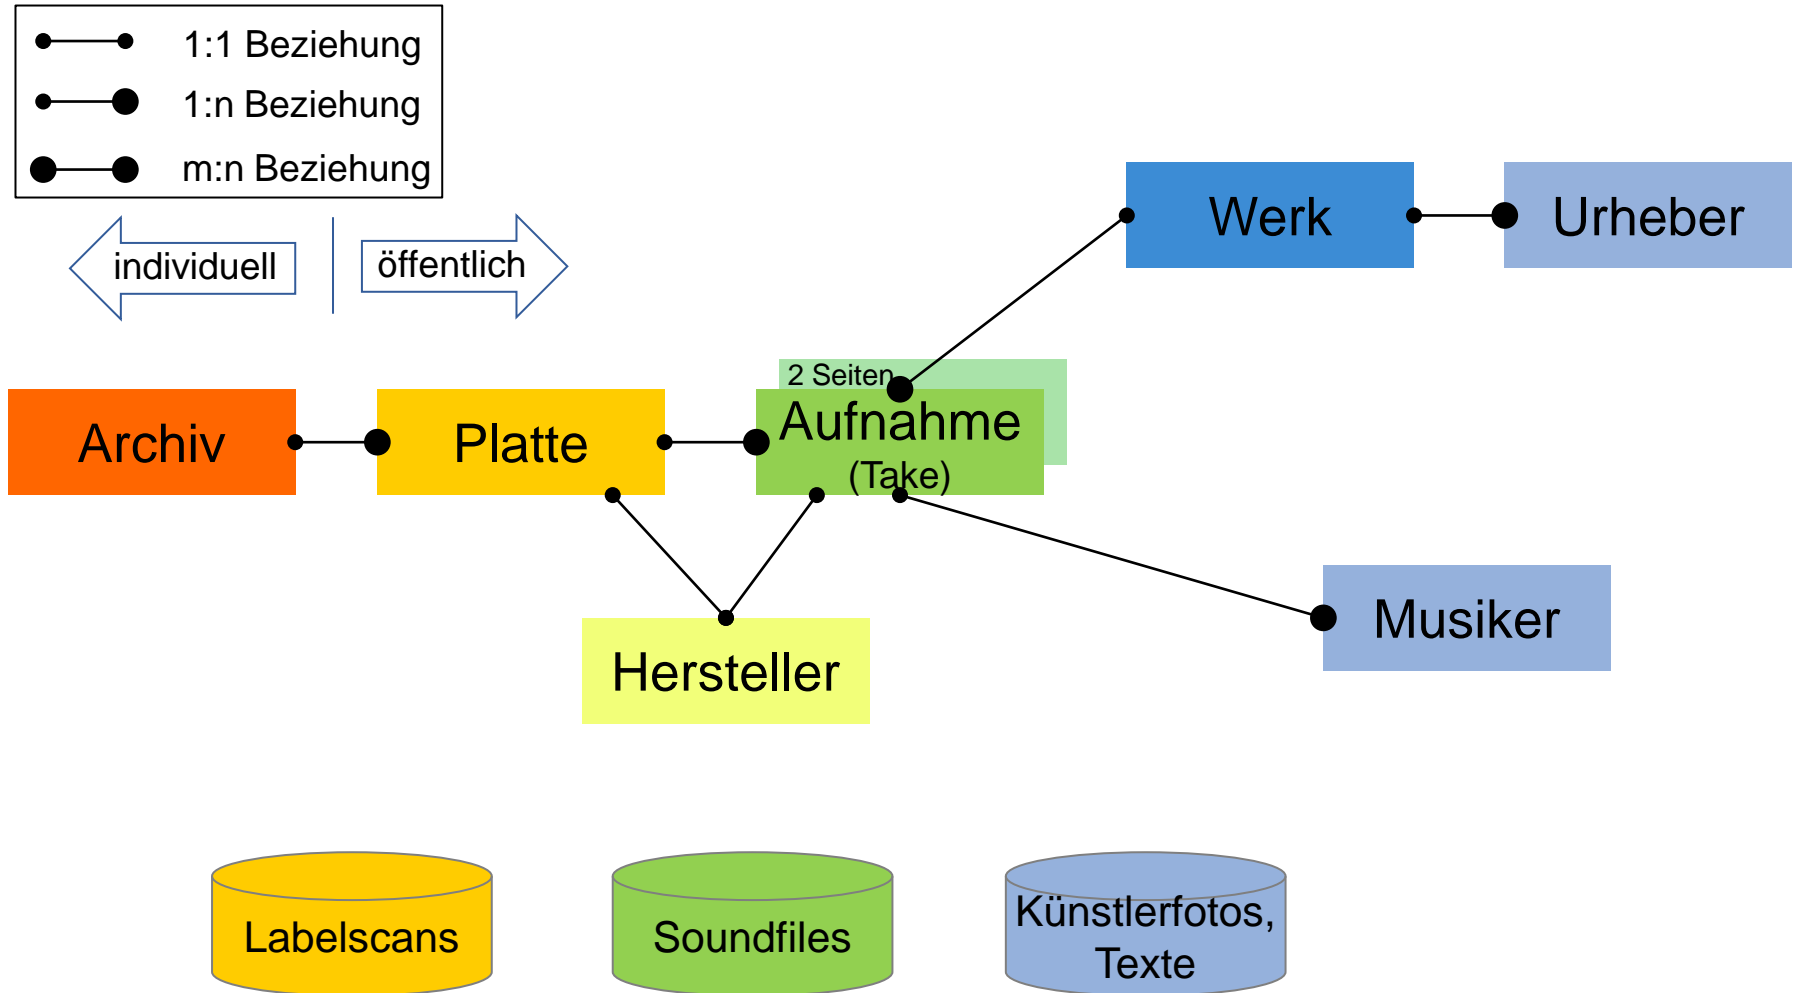 1:1 Beziehung
1:n Beziehung
m:n Beziehung
individuell
öffentlich
Werk
Urheber
2 Seiten
Archiv
Platte
Aufnahme
(Take)
Hersteller
Musiker
Labelscans
Soundfiles
Künstlerfotos,
Texte